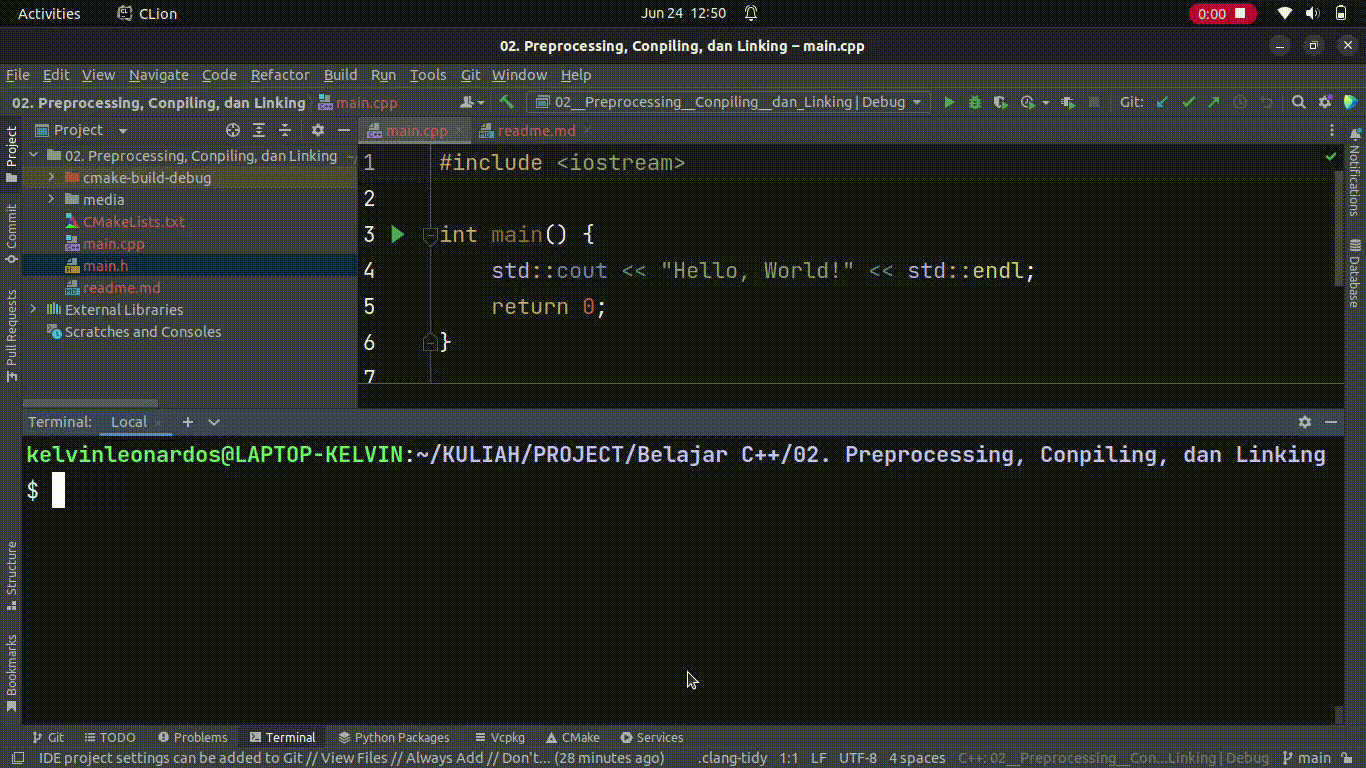 Activities CLion Jun 24 12:50 0:00
02. Preprocessing, Conpiling, dan Linking – main.cpp
File Edit View Navigate Code Refactor Build Run Tools Git Window Help
02. Preprocessing, Conpiling, dan Linking main.cpp 02__Preprocessing__Conpiling__dan_Linking | Debug Git:
Project
main.cpp
readme.md
02. Preprocessing, Conpiling, dan Linking
cmake-build-debug
media
CMakeLists.txt
main.cpp
main.h
readme.md
External Libraries
Scratches and Consoles
1 #include <iostream>
2
3 int main() {
4 std::cout << "Hello, World!" << std::endl;
5 return 0;
6 }
7
Project
Commit
Pull Requests
Structure
Bookmarks
Notifications
Database
Terminal: Local
kelvinleonardos@LAPTOP-KELVIN:~/KULIAH/PROJECT/Belajar C++/02. Preprocessing, Conpiling, dan Linking
$
Git TODO Problems Terminal Python Packages Vcpkg CMake Services
IDE project settings can be added to Git // View Files // Always Add // Don't... (28 minutes ago) .clang-tidy 1:1 LF UTF-8 4 spaces C++: 02__Preprocessing__Con...Linking | Debug main